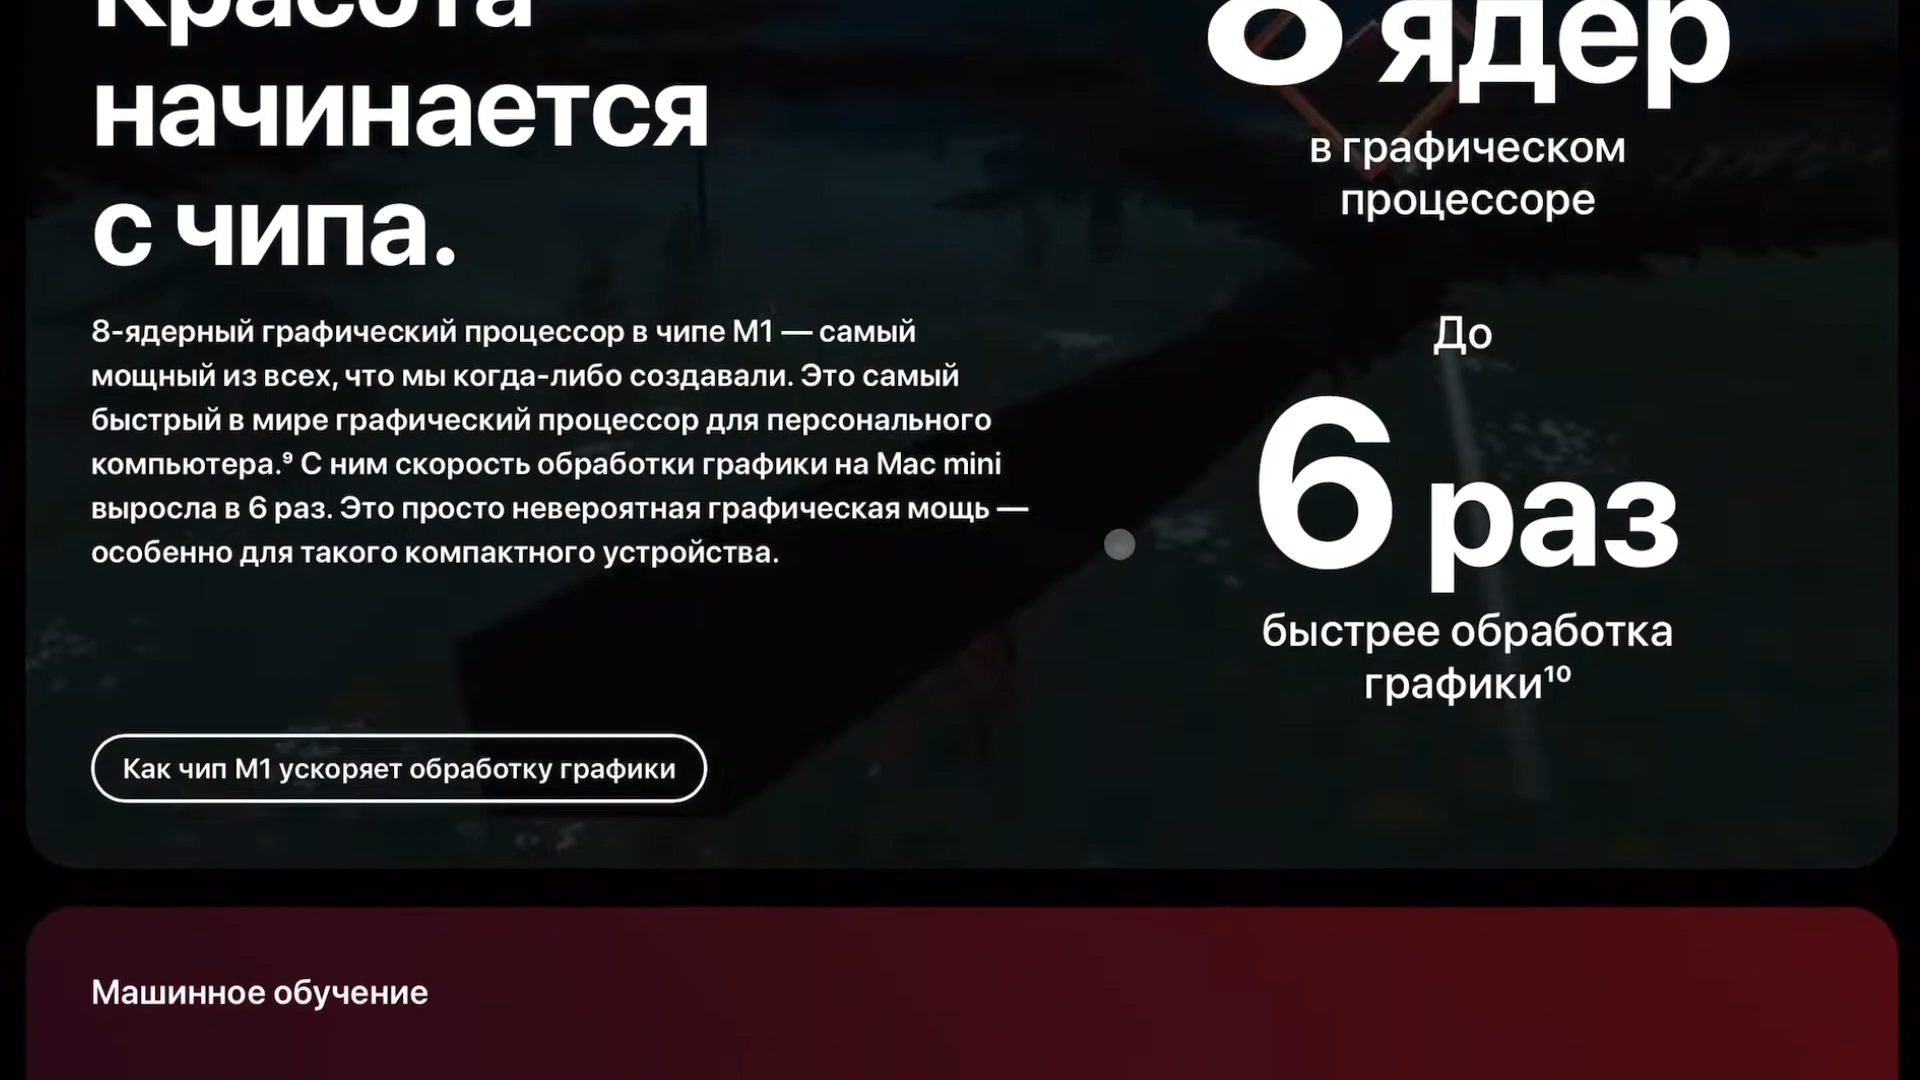 Красота
начинается
с чипа.
8-ядерный графический процессор в чипе M1 — самый
мощный из всех, что мы когда-либо создавали. Это самый
быстрый в мире графический процессор для персонального
компьютера.⁹ С ним скорость обработки графики на Mac mini
выросла в 6 раз. Это просто невероятная графическая мощь —
особенно для такого компактного устройства.
Как чип M1 ускоряет обработку графики
8 ядер
в графическом
процессоре
До
6 раз
быстрее обработка
графики¹⁰
Машинное обучение